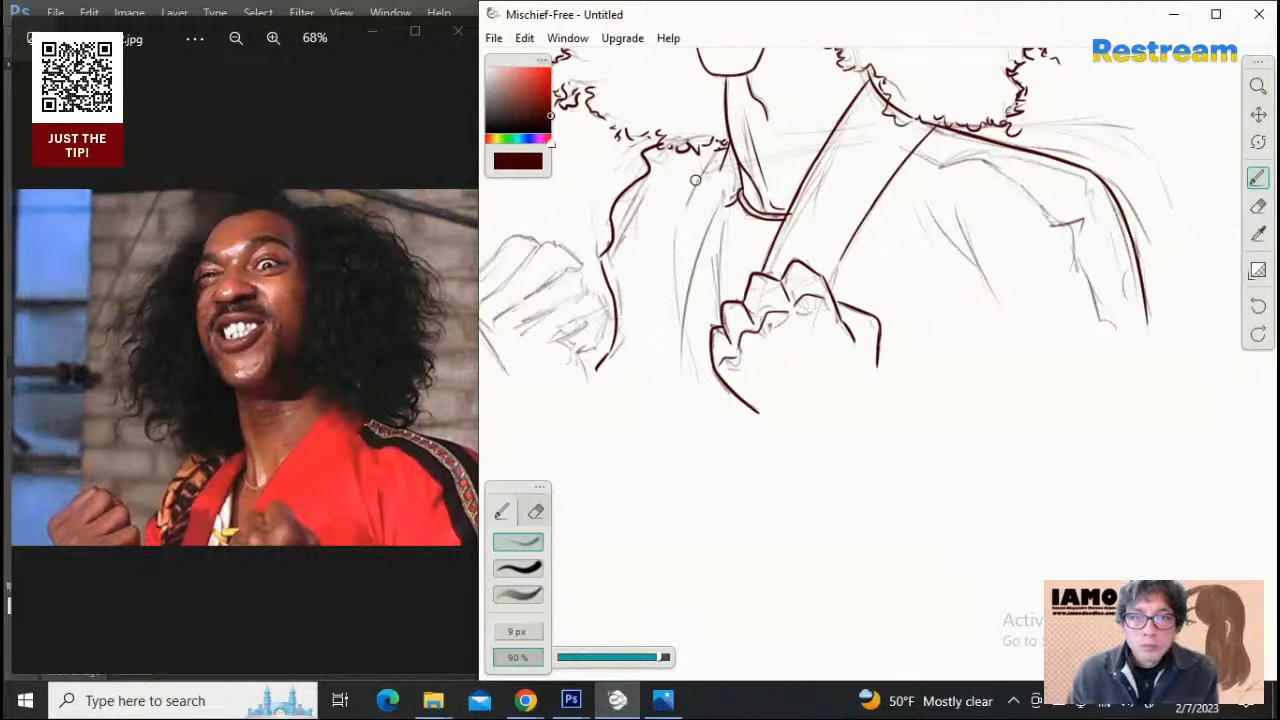 Ps File Edit Image Layer Type Select Filter View Window Help
.jpg
68%
JUST THE
TIP!
Mischief-Free - Untitled
File Edit Window Upgrade Help
Restream
9 px
90 %
Go to
IAMO
Type here to search
Ps
50°F Mostly clear
2/7/2023